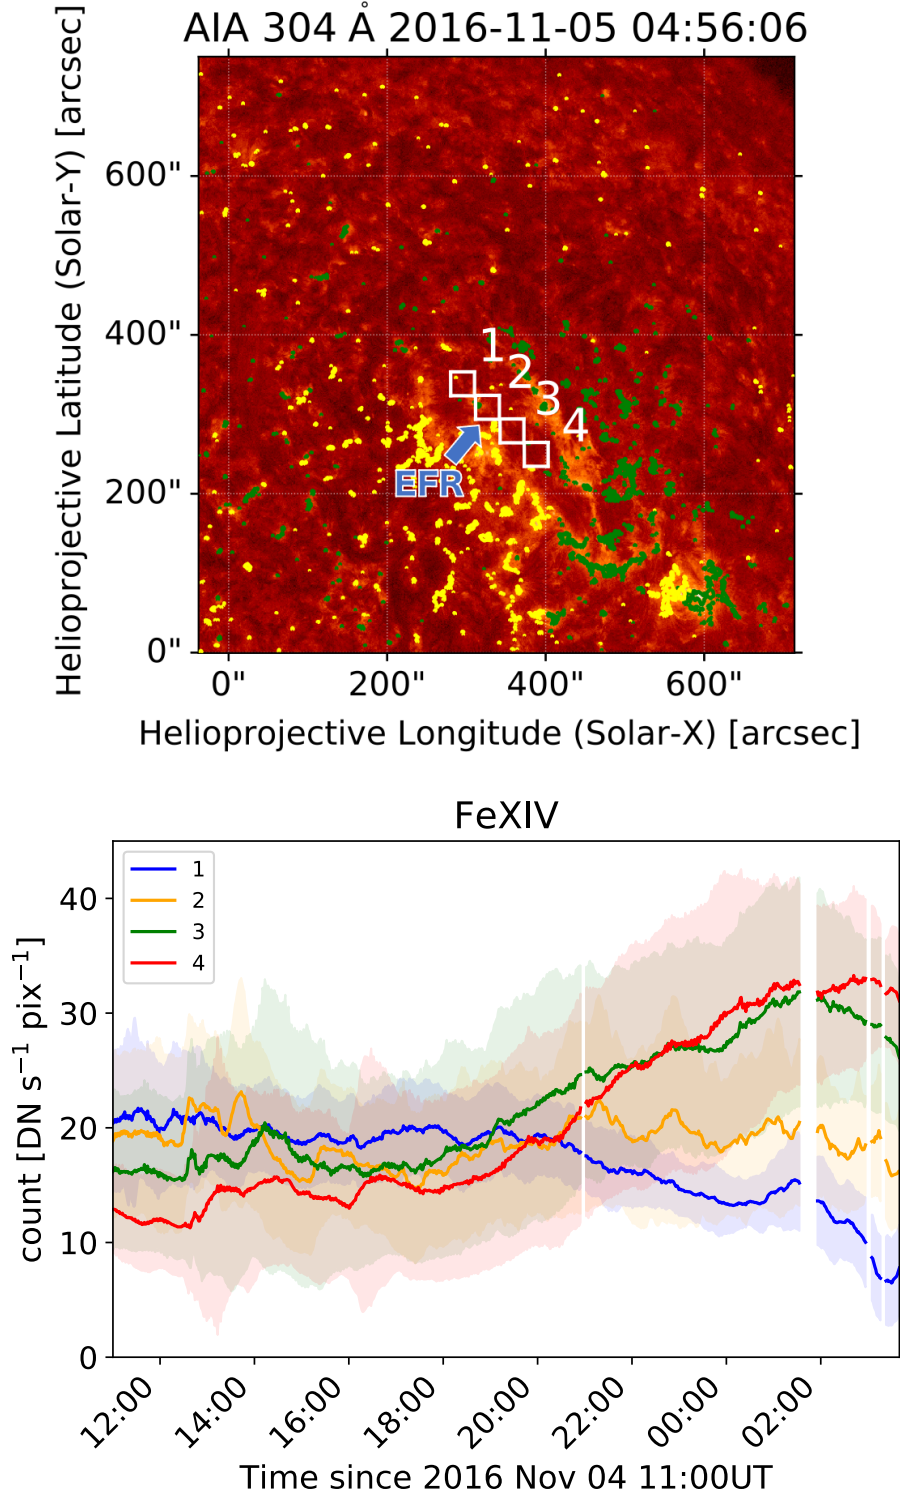 AIA 304 Å 2016-11-05 04:56:06
Helioprojective Latitude (Solar-Y) [arcsec]
600"
400"
200"
0"
1
2
3
4
EFR
0" 200" 400" 600"
Helioprojective Longitude (Solar-X) [arcsec]
FeXIV
count [DN s⁻¹ pix⁻¹]
40
30
20
10
0
1
2
3
4
12:00 14:00 16:00 18:00 20:00 22:00 00:00 02:00
Time since 2016 Nov 04 11:00UT